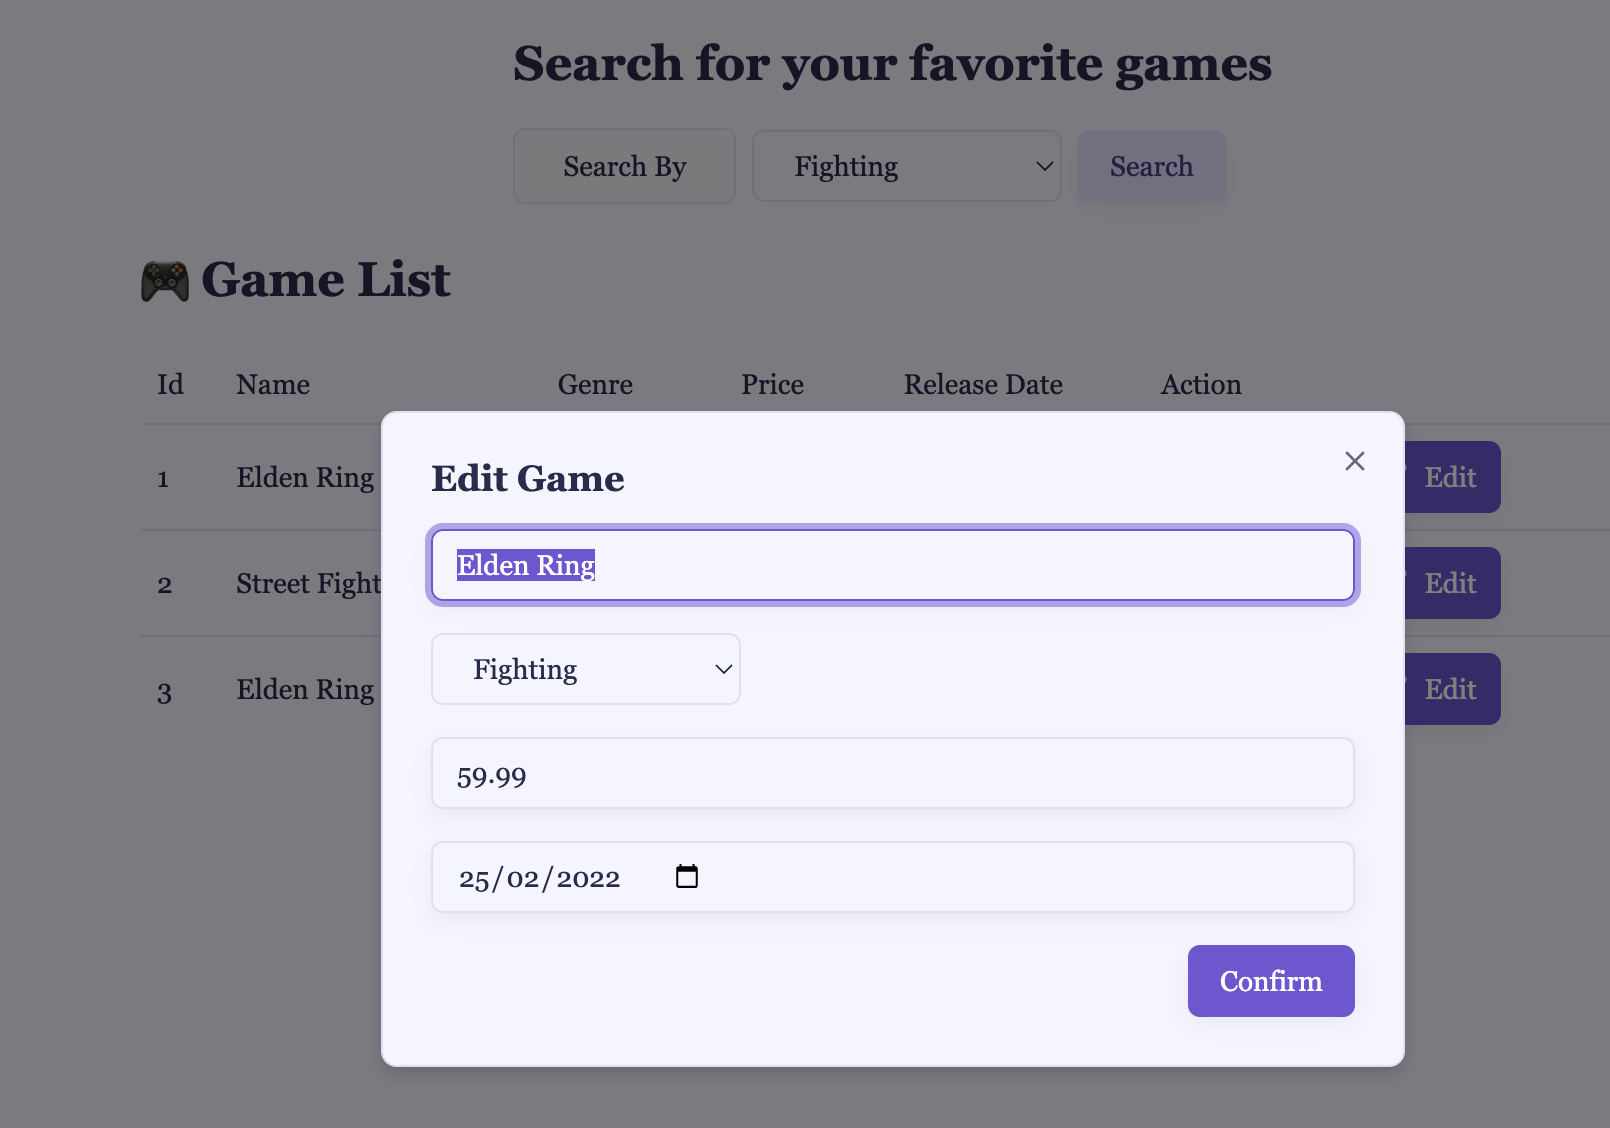 Search for your favorite games
Search By Fighting Search
🎮 Game List
Id Name Genre Price Release Date Action
1 Elden Ring Edit
2 Street Fight Edit
3 Elden Ring Edit
Edit Game
Elden Ring
Fighting
59.99
25/02/2022
Confirm